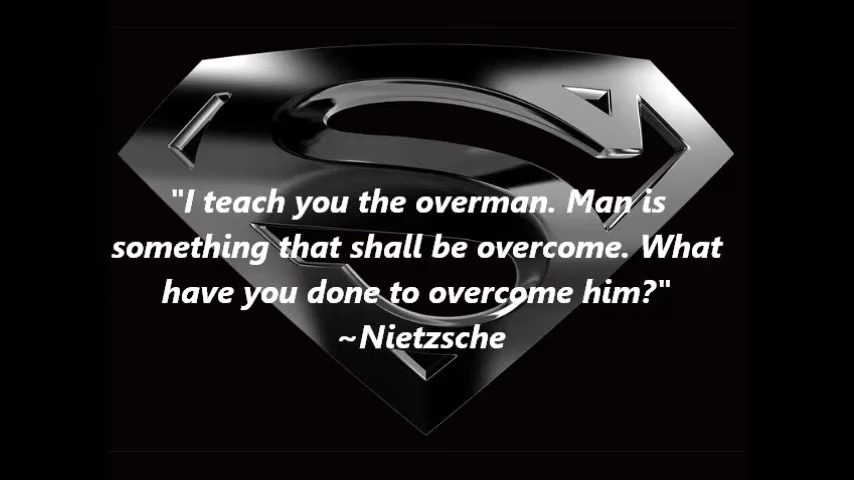 "I teach you the overman. Man is
something that shall be overcome. What
have you done to overcome him?"
~Nietzsche